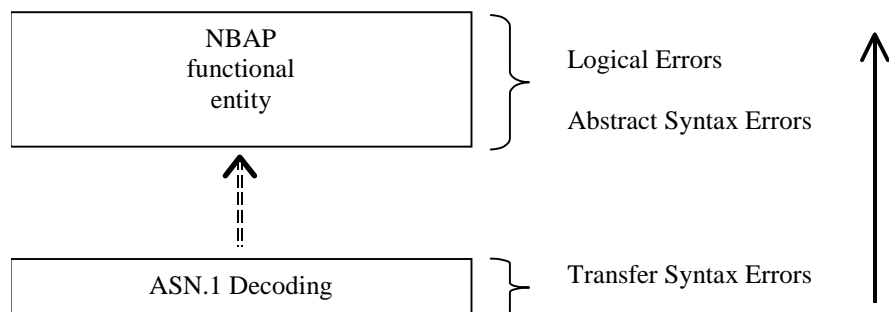 NBAP
functional
entity
Logical Errors
Abstract Syntax Errors
ASN.1 Decoding
Transfer Syntax Errors